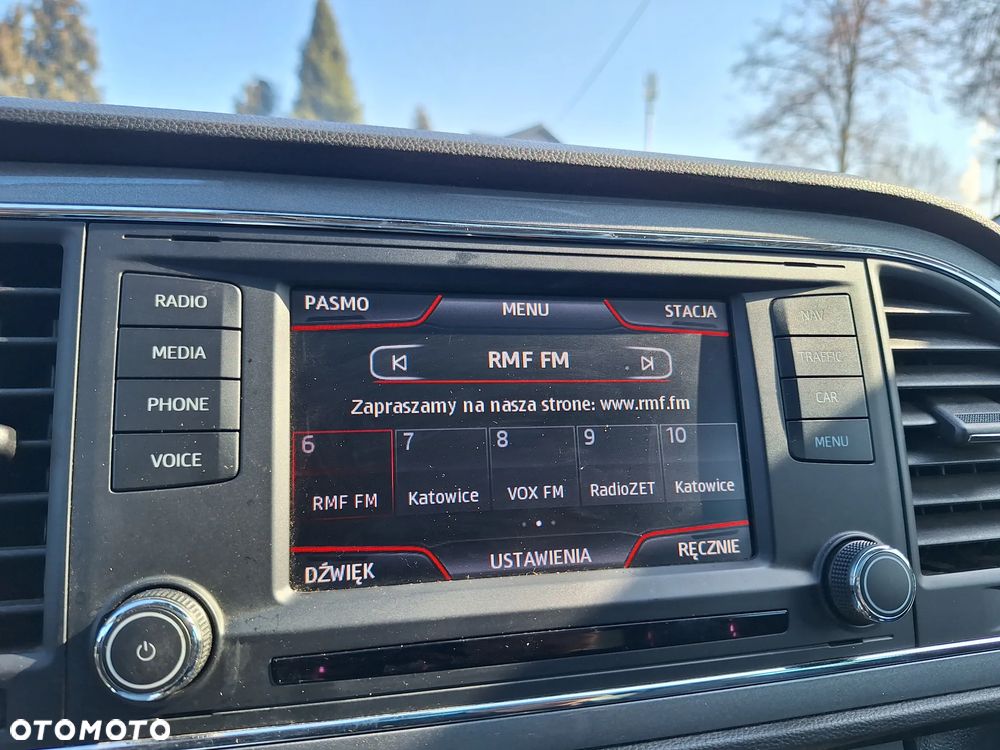 RADIO
MEDIA
PHONE
VOICE
PASMO MENU STACJA
RMF FM
Zapraszamy na nasza strone: www.rmf.fm
6 7 8 9 10
RMF FM Katowice VOX FM RadioZET Katowice
DŹWIĘK USTAWIENIA RĘCZNIE
NAV
TRAFFIC
CAR
MENU
OTOMOTO